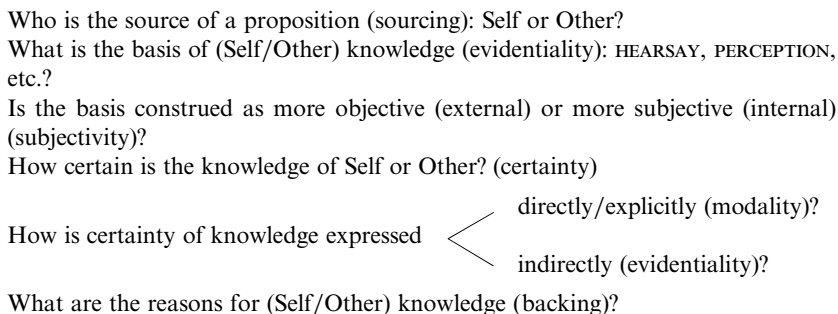 Who is the source of a proposition (sourcing): Self or Other?
What is the basis of (Self/Other) knowledge (evidentiality): HEARSAY, PERCEPTION,
etc.?
Is the basis construed as more objective (external) or more subjective (internal)
(subjectivity)?
How certain is the knowledge of Self or Other? (certainty)
directly/explicitly (modality)?
How is certainty of knowledge expressed
indirectly (evidentiality)?
What are the reasons for (Self/Other) knowledge (backing)?